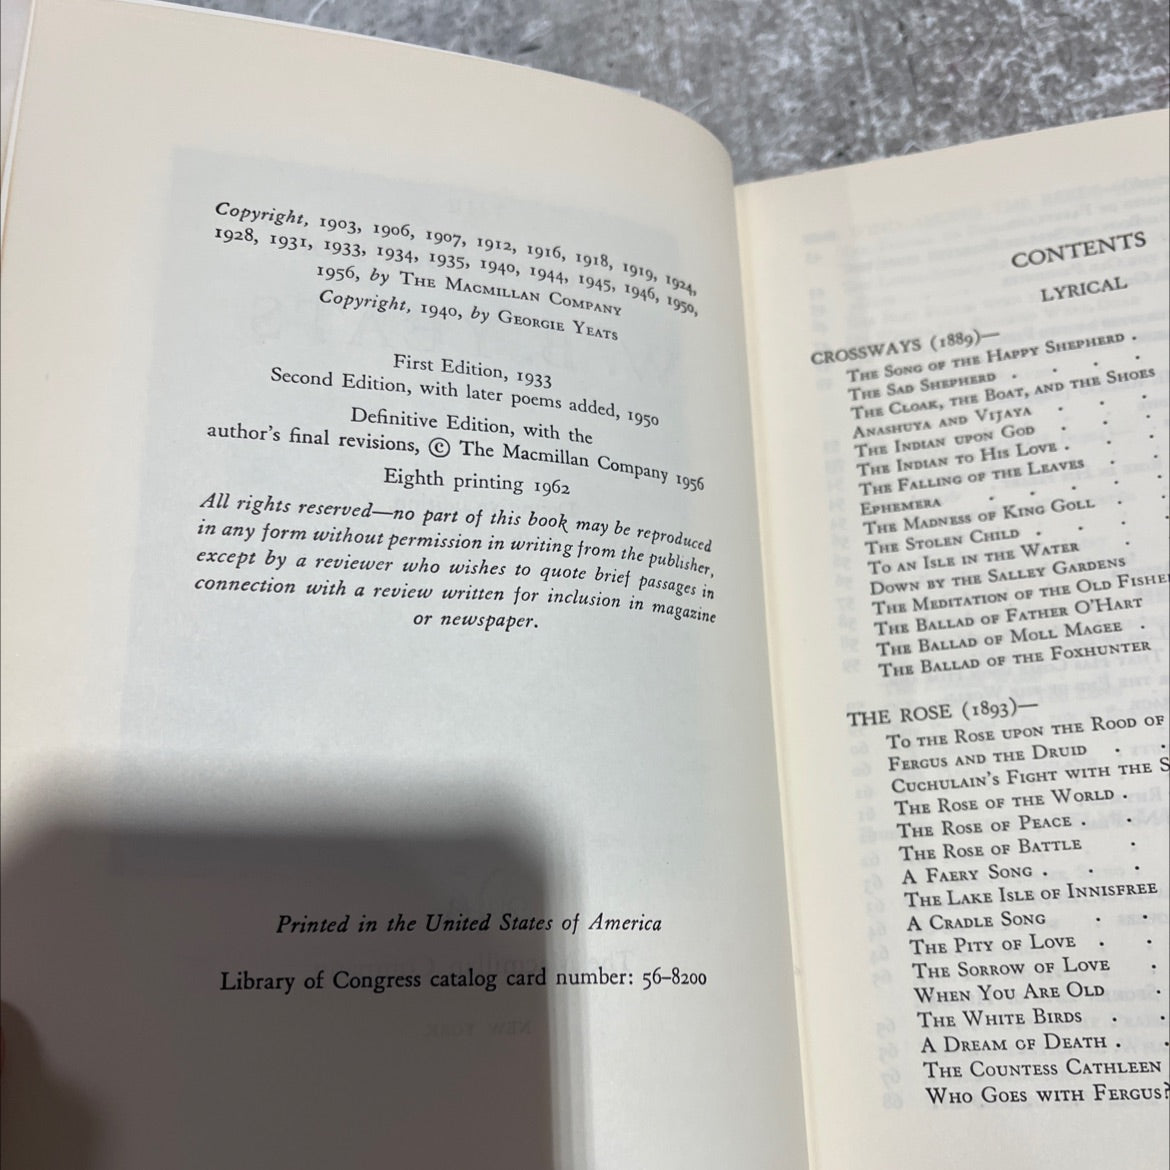 Copyright, 1903, 1906, 1907, 1912, 1916, 1918, 1919, 1924,
1928, 1931, 1933, 1934, 1935, 1940, 1944, 1945, 1946, 1950,
1956, by The Macmillan Company
Copyright, 1940, by Georgie Yeats
First Edition, 1933
Second Edition, with later poems added, 1950
Definitive Edition, with the
author's final revisions, © The Macmillan Company 1956
Eighth printing 1962
All rights reserved—no part of this book may be reproduced
in any form without permission in writing from the publisher,
except by a reviewer who wishes to quote brief passages in
connection with a review written for inclusion in magazine
or newspaper.
Printed in the United States of America
Library of Congress catalog card number: 56-8200
CONTENTS
LYRICAL
CROSSWAYS (1889)—
The Song of the Happy Shepherd
The Sad Shepherd
The Cloak, the Boat, and the Shoes
Anashuya and Vijaya
The Indian upon God
The Indian to His Love
The Falling of the Leaves
Ephemera
The Madness of King Goll
The Stolen Child
To an Isle in the Water
Down by the Salley Gardens
The Meditation of the Old
The Ballad of Father O'Hart
The Ballad of Moll Magee
The Ballad of the Foxhunter
THE ROSE (1893)—
To the Rose upon the Rood of
Fergus and the Druid
Cuchulain's Fight with the
The Rose of the World
The Rose of Peace
The Rose of Battle
A Faery Song
The Lake Isle of Innisfree
A Cradle Song
The Pity of Love
The Sorrow of Love
When You Are Old
The White Birds
A Dream of Death
The Countess Cathleen
Who Goes with Fergus?